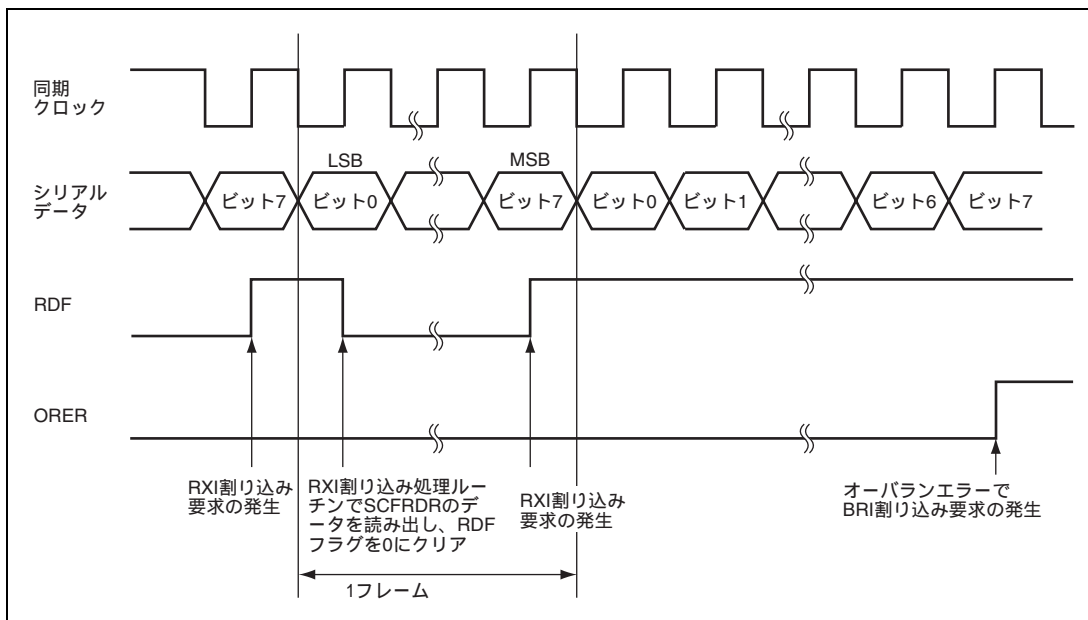 同期
クロック
LSB
MSB
シリアル
データ
ビット7
ビット0
ビット7
ビット0
ビット1
ビット6
ビット7
RDF
ORER
RXI割り込み
要求の発生
RXI割り込み処理ルー
チンでSCFRDRのデ
ータを読み出し、RDF
フラグを0にクリア
RXI割り込み
要求の発生
オーバランエラーで
BRI割り込み要求の発生
1フレーム